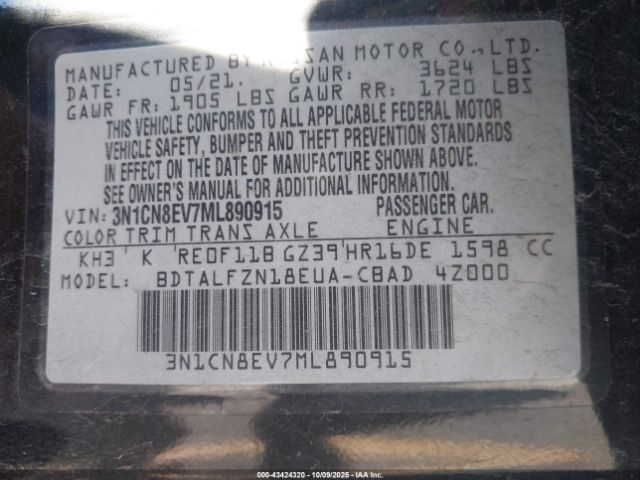 MANUFACTURED BY NISSAN MOTOR CO.,LTD.
DATE: 05/21. GVWR: 3624 LBS
GAWR FR: 1905 LBS GAWR RR: 1720 LBS
THIS VEHICLE CONFORMS TO ALL APPLICABLE FEDERAL MOTOR
VEHICLE SAFETY, BUMPER AND THEFT PREVENTION STANDARDS
IN EFFECT ON THE DATE OF MANUFACTURE SHOWN ABOVE.
SEE OWNER'S MANUAL FOR ADDITIONAL INFORMATION.
VIN: 3N1CN8EV7ML890915 PASSENGER CAR.
COLOR TRIM TRANS AXLE ENGINE
KH3 K RE0F11B GZ39 HR16DE 1598 CC
MODEL: BDTALFZN18EUA-CBAD 4Z000
3N1CN8EV7ML890915
00-43424320 - 10/09/2025 - IAA Inc.